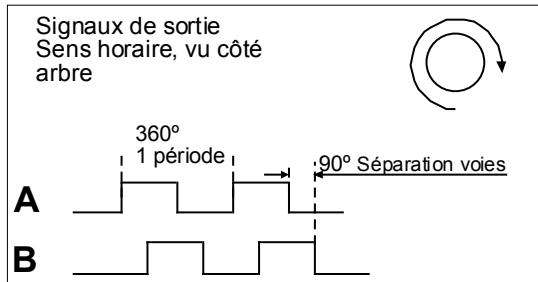 Signaux de sortie
Sens horaire, vu côté
arbre
360º
1 période
90º Séparation voies
A
B